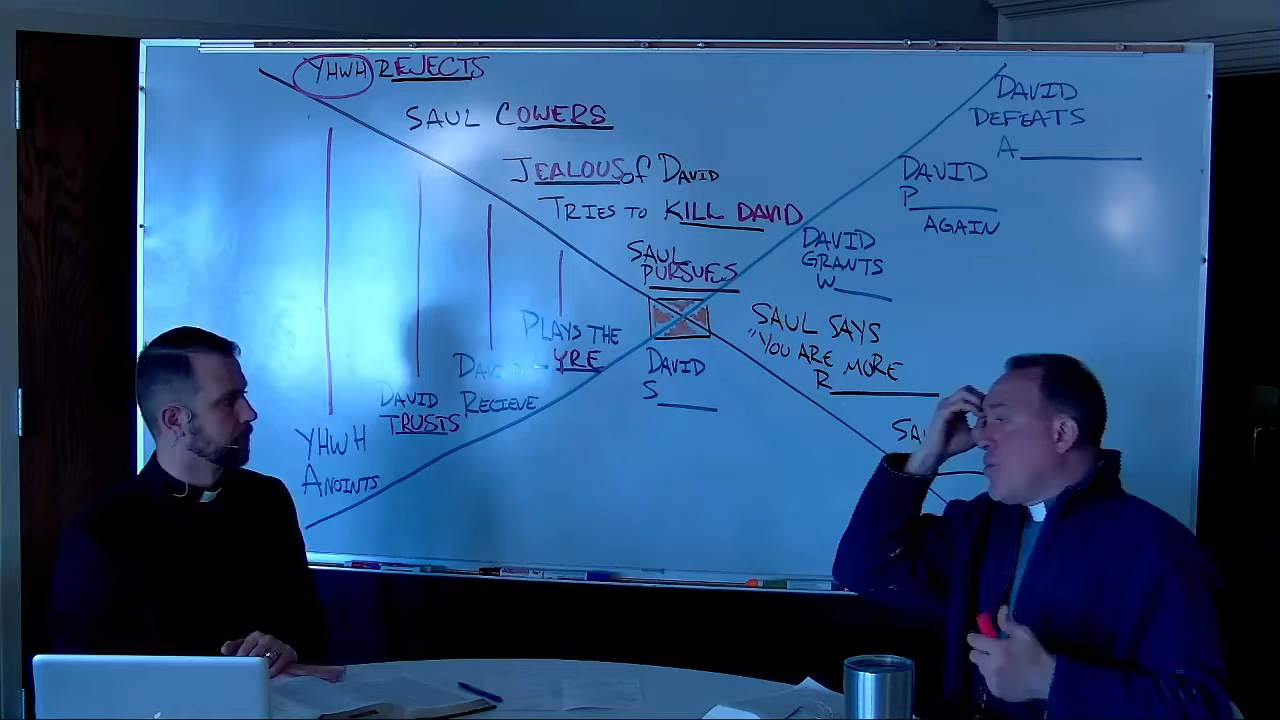 YHWH REJECTS
SAUL COWERS
JEALOUS of DAVID
TRIES TO KILL DAVID
SAUL
PURSUES
DAVID
DEFEATS
A
DAVID
P
AGAIN
DAVID
GRANTS
W
SAUL SAYS
"YOU ARE MORE
R
SA
PLAYS THE
YRE
DAVID
S
RECIEVE
DAVID
TRUSTS
YHWH
ANOINTS